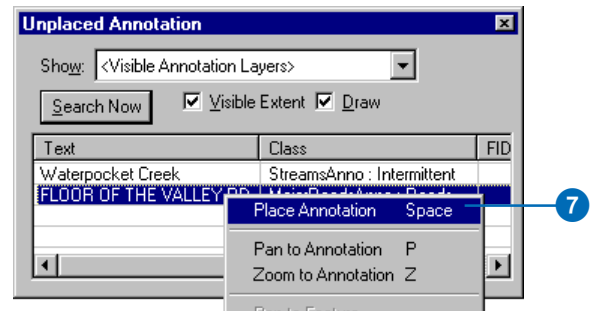 Unplaced Annotation
Show: <Visible Annotation Layers>
Search Now Visible Extent Draw
Text Class FID
Waterpocket Creek StreamsAnno : Intermittent
FLOOR OF THE VALLEY RD
Place Annotation Space 7
Pan to Annotation P
Zoom to Annotation Z